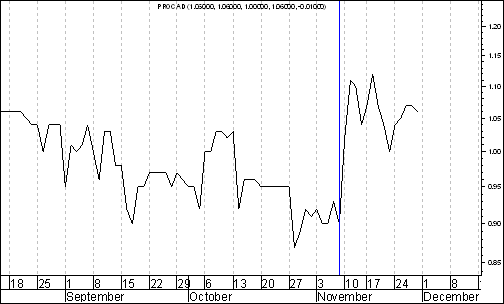 PROCAD (1.05000, 1.06000, 1.00000, 1.06000, -0.01000)
1.20
1.15
1.10
1.05
1.00
0.95
0.90
0.85
18 25 1 8 15 22 29 6 13 20 27 3 10 17 24 1 8
September October November December